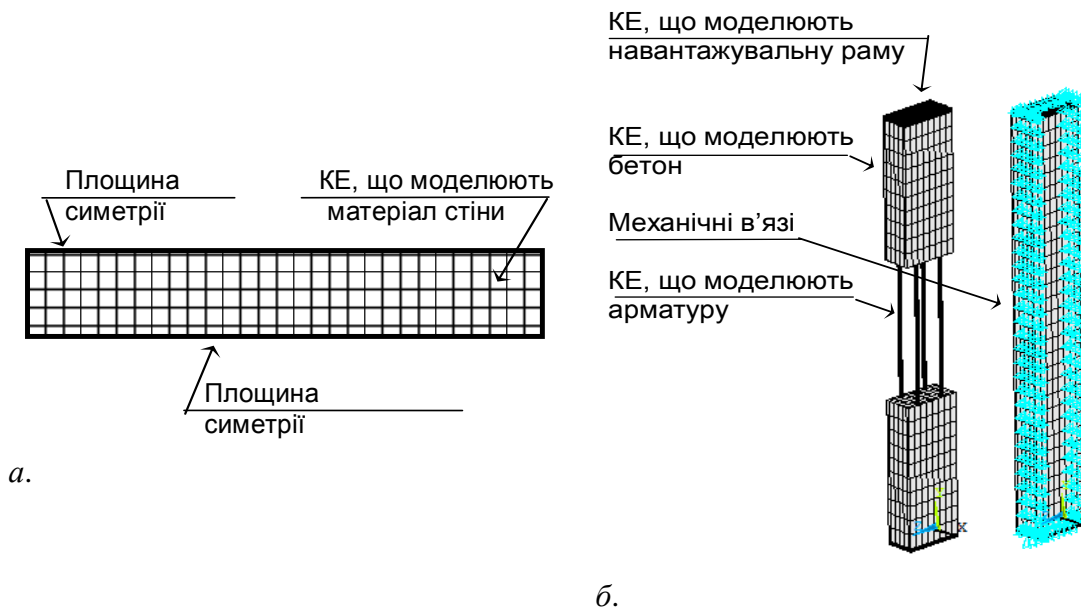 Площина
симетрії
КЕ, що моделюють
матеріал стіни
Площина
симетрії
а.
КЕ, що моделюють
навантажувальну раму
КЕ, що моделюють
бетон
Механічні в’язі
КЕ, що моделюють
арматуру
x
б.